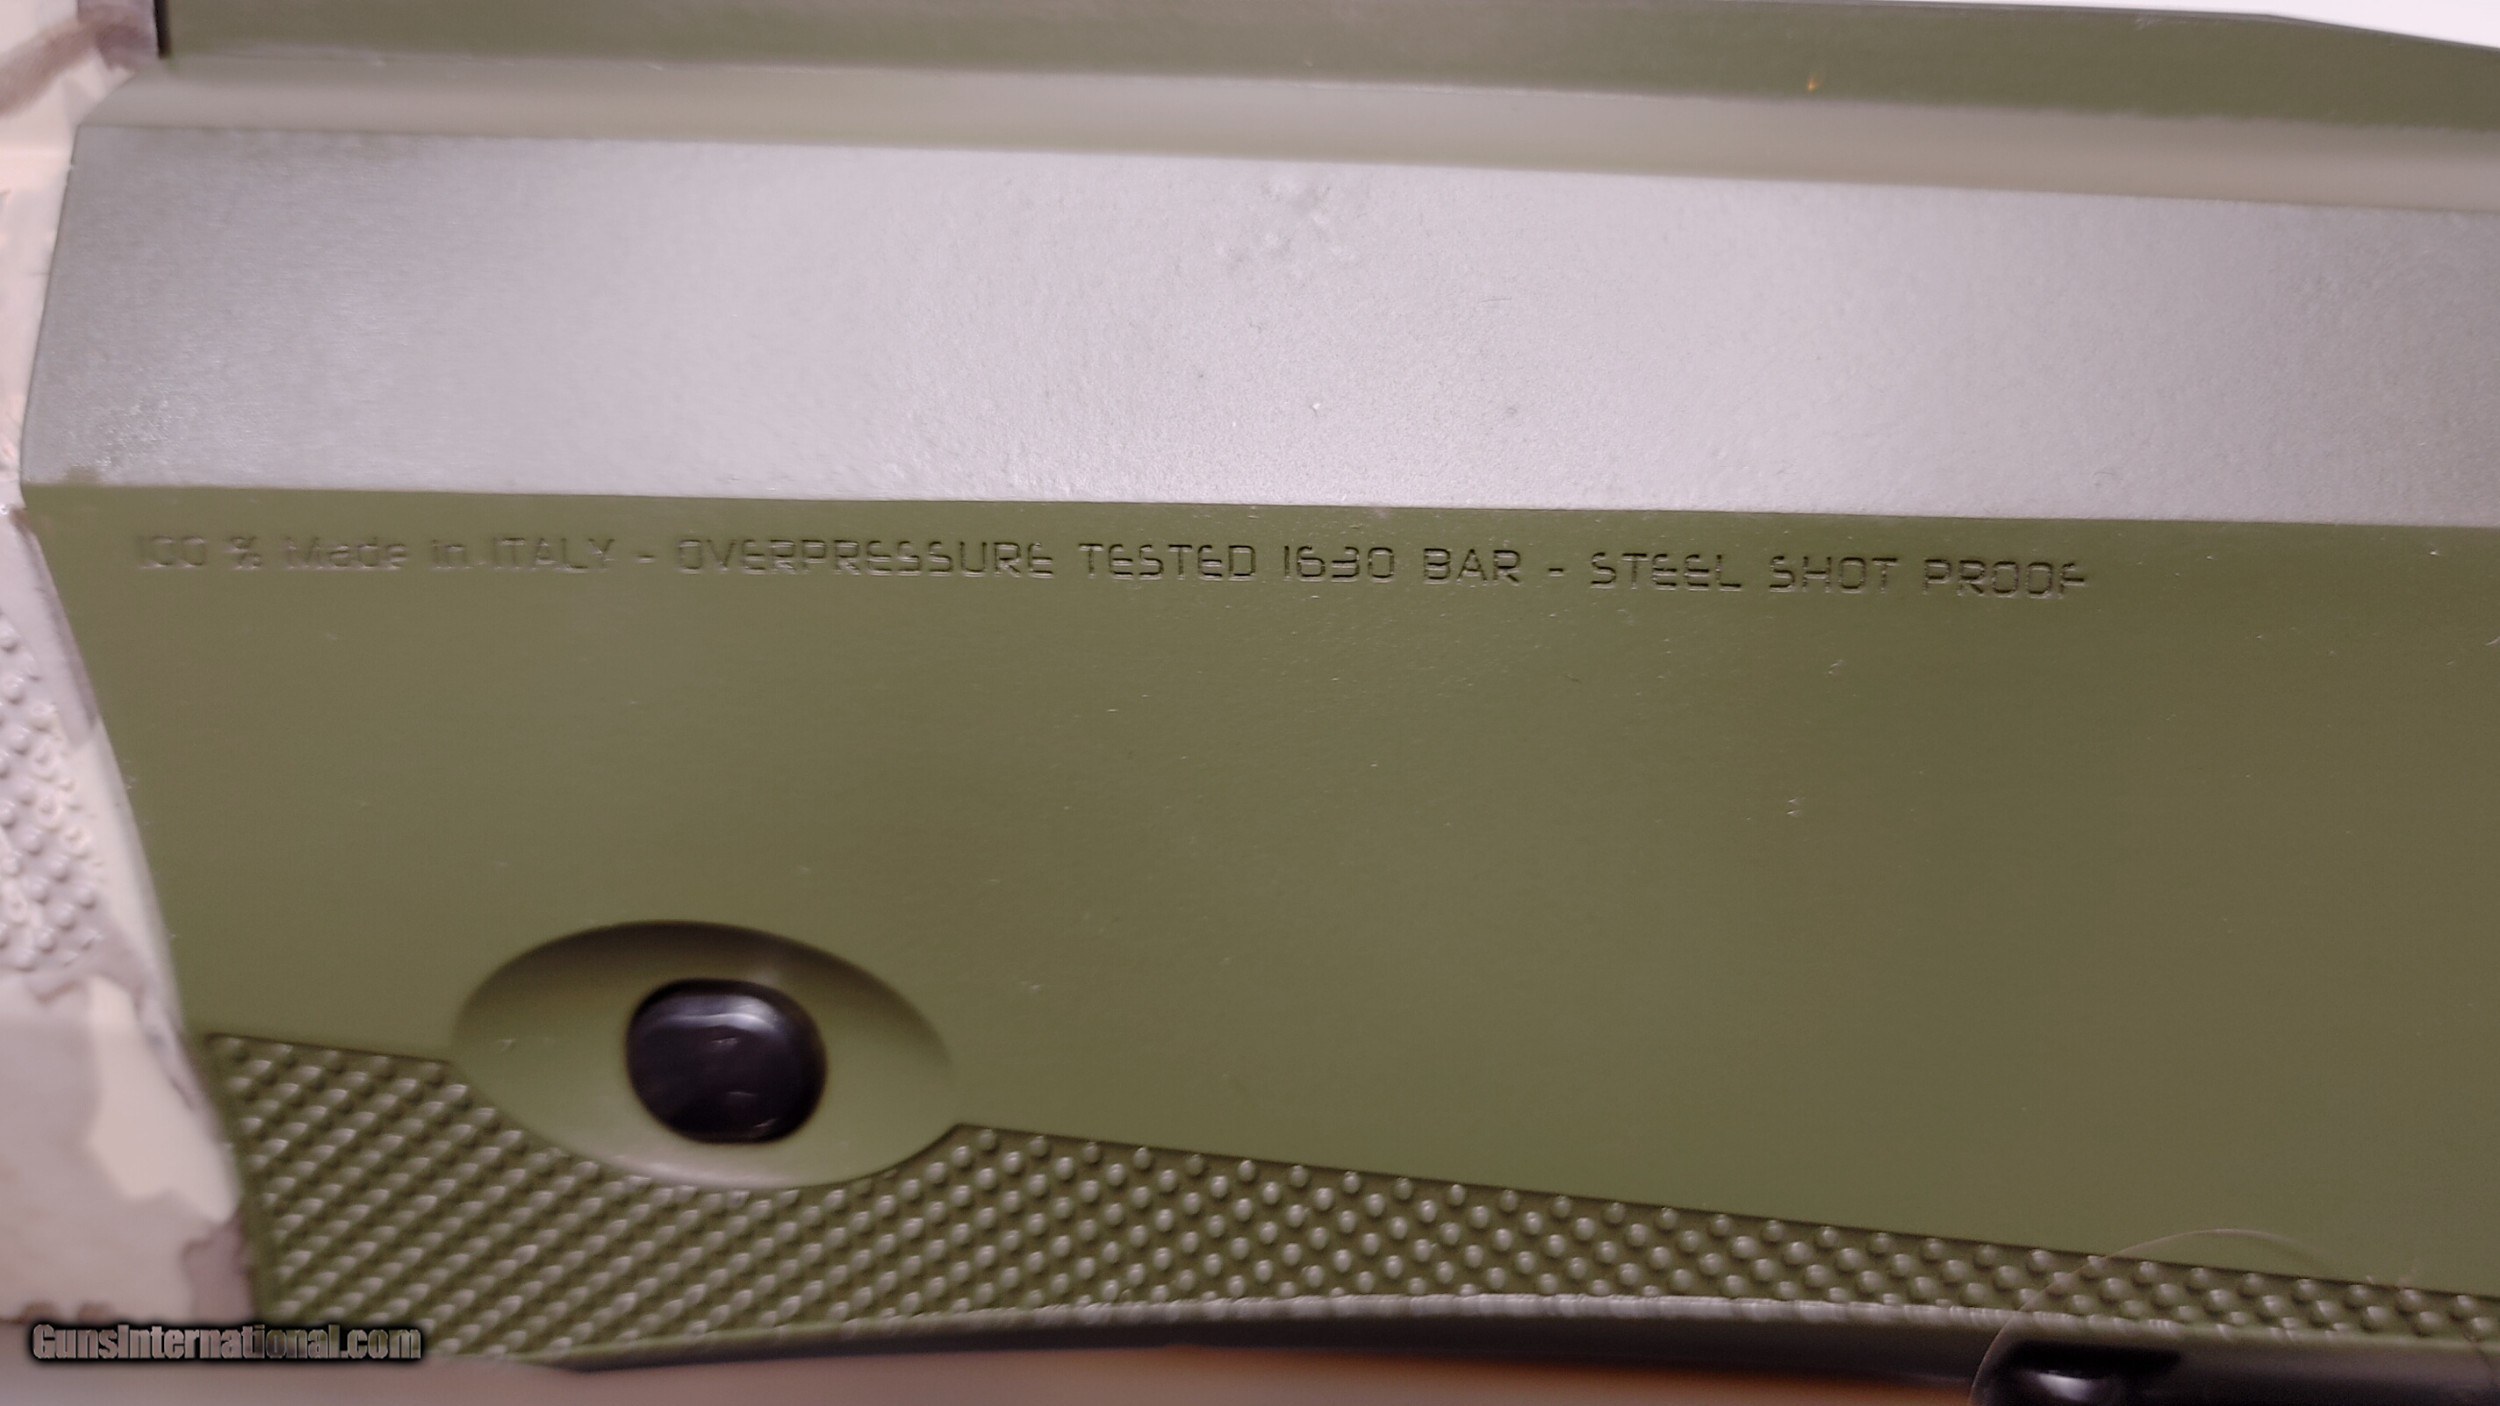 100 % Made in ITALY - OVERPRESSURE TESTED 1630 BAR - STEEL SHOT PROOF
GunsInternational.com